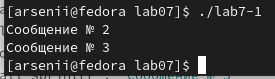 [arsenii@fedora lab07]$ ./lab7-1
Сообщение № 2
Сообщение № 3
[arsenii@fedora lab07]$